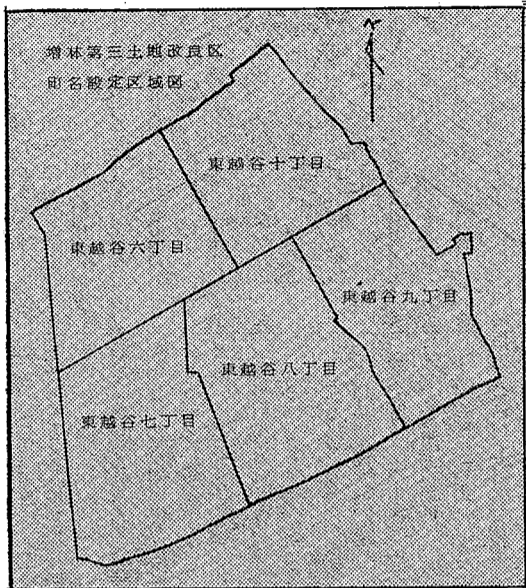 増林第三土地改良区
町名設定区域図
東越谷十丁目
東越谷六丁目
東越谷九丁目
東越谷八丁目
東越谷七丁目